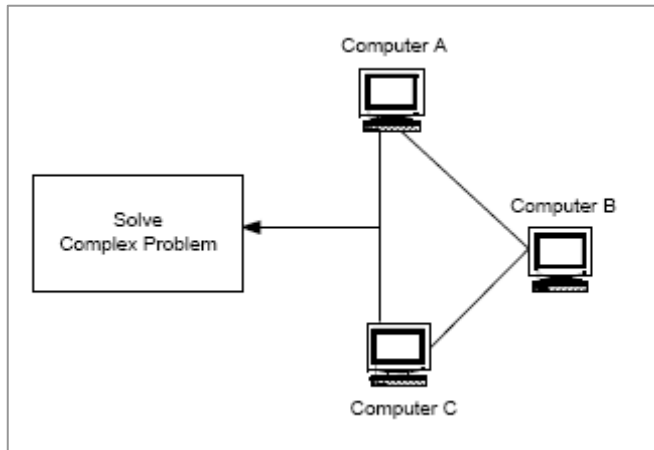 Computer A
Solve
Complex Problem
Computer B
Computer C